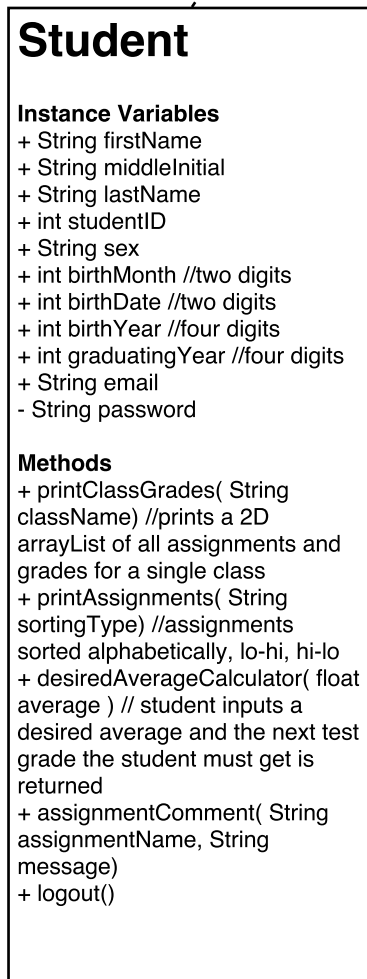 Student
Instance Variables
+ String firstName
+ String middleInitial
+ String lastName
+ int studentID
+ String sex
+ int birthMonth //two digits
+ int birthDate //two digits
+ int birthYear //four digits
+ int graduatingYear //four digits
+ String email
- String password
Methods
+ printClassGrades( String
className) //prints a 2D
arrayList of all assignments and
grades for a single class
+ printAssignments( String
sortingType) //assignments
sorted alphabetically, lo-hi, hi-lo
+ desiredAverageCalculator( float
average ) // student inputs a
desired average and the next test
grade the student must get is
returned
+ assignmentComment( String
assignmentName, String
message)
+ logout()